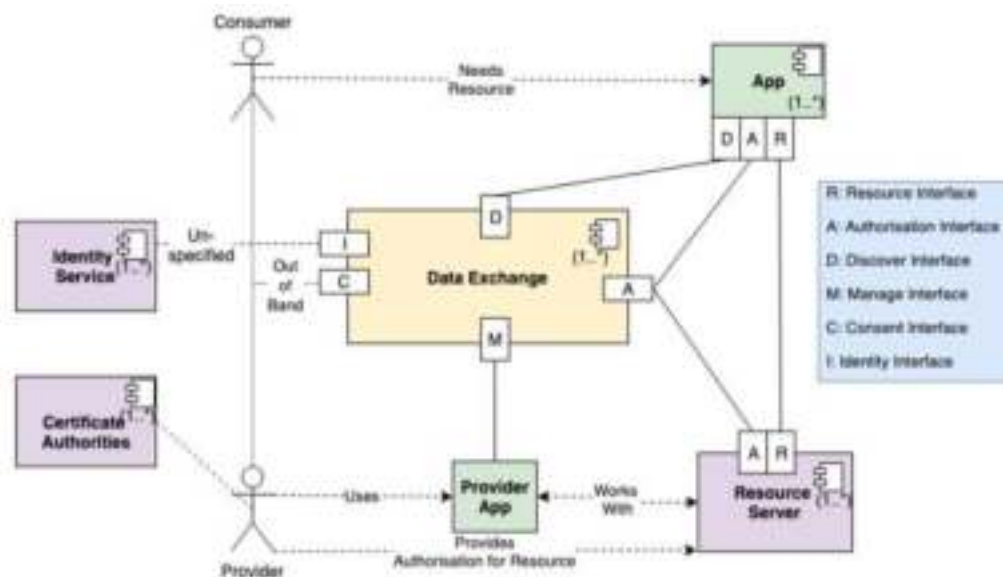 Consumer
Needs
Resource
App
(1..*)
D A R
R: Resource Interface
A: Authorisation Interface
D: Discover Interface
M: Manage Interface
C: Consent Interface
I: Identity Interface
D
Identity
Service
(1..*)
Un-
specified
I
Out
of
Band
C
Data Exchange
(1..*)
A
M
Certificate
Authorities
(1..*)
A R
Uses
Provider
App
Works
With
Resource
Server
(1..*)
Provides
Authorisation for Resource
Provider